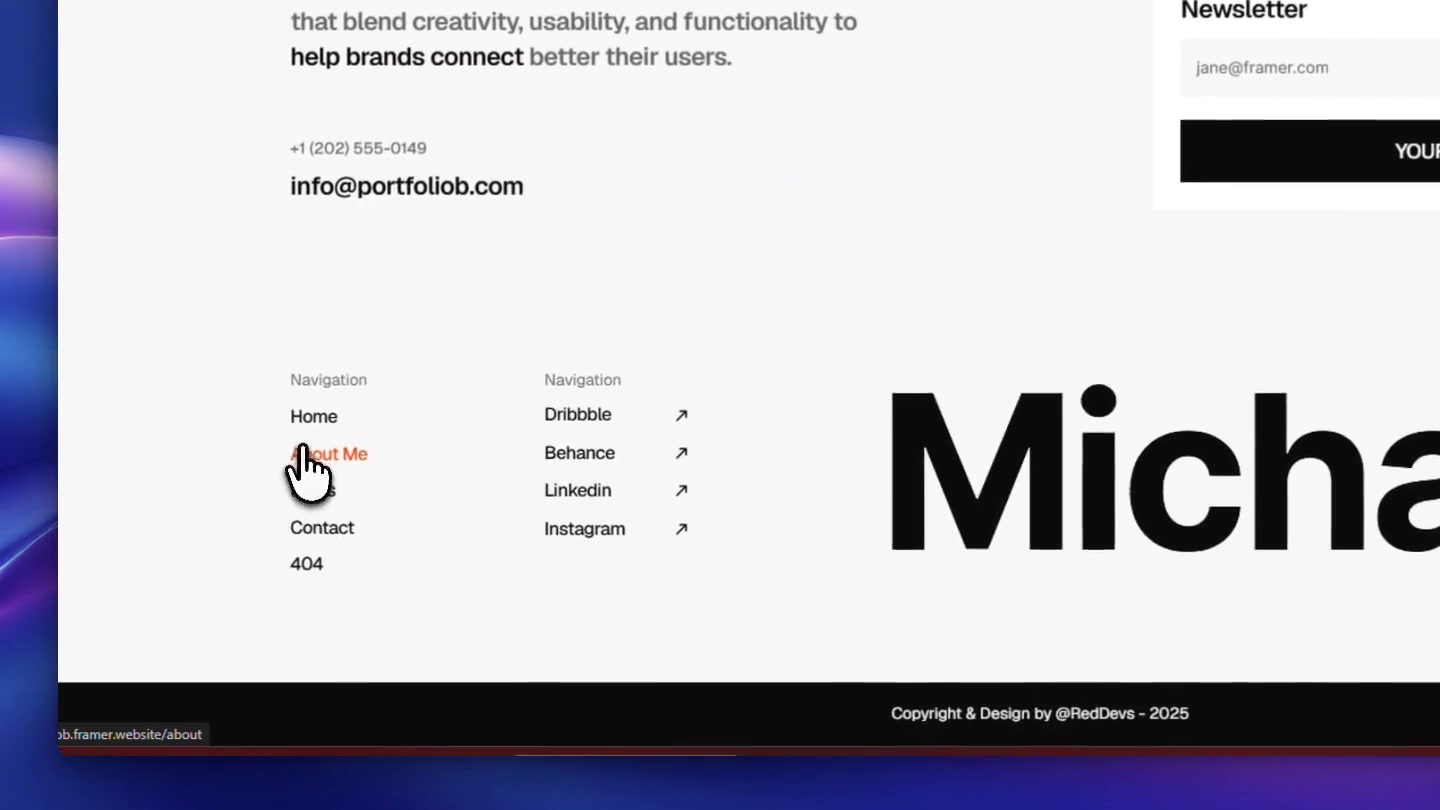 that blend creativity, usability, and functionality to
help brands connect better their users.
+1 (202) 555-0149
info@portfoliob.com
Newsletter
jane@framer.com
Navigation
Home
About Me
Contact
404
Navigation
Dribbble
Behance
Linkedin
Instagram
Copyright & Design by @RedDevs - 2025
ob.framer.website/about